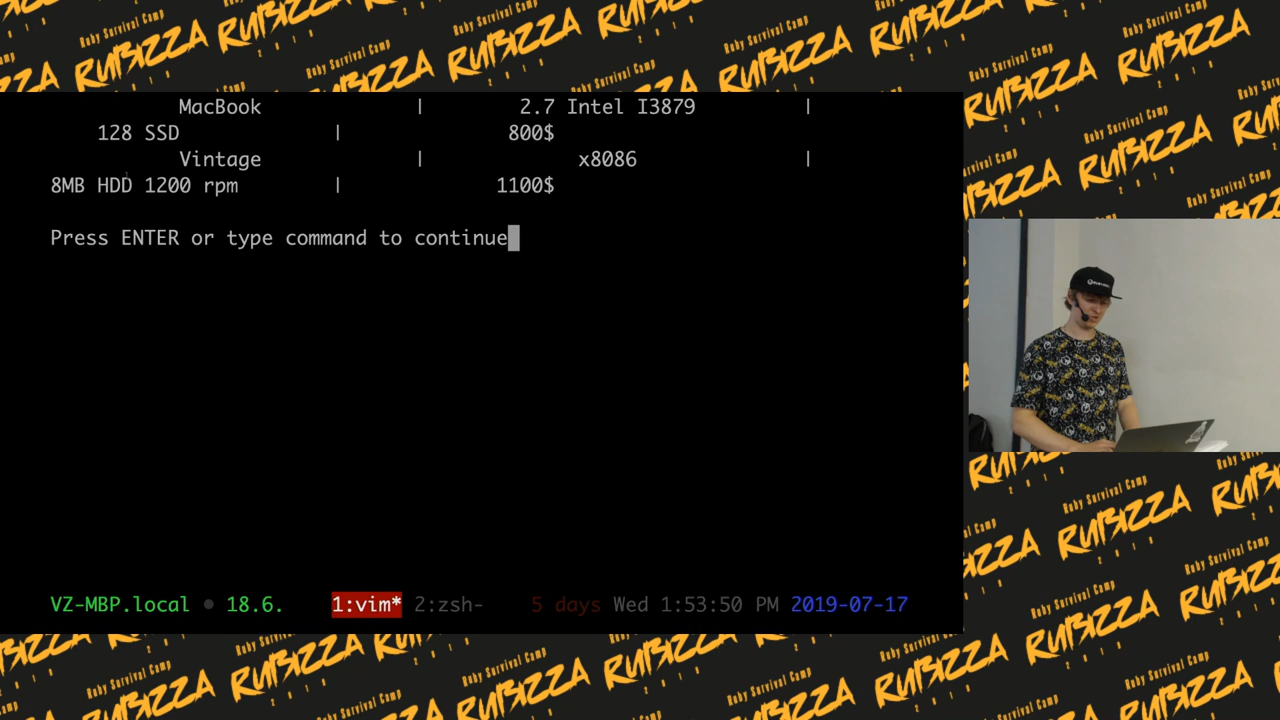 Ruby Survival Camp
RUBIZZA
2019
MacBook | 2.7 Intel I3879 |
128 SSD | 800$
Vintage | x8086 |
8MB HDD 1200 rpm | 1100$
Press ENTER or type command to continue
VZ-MBP.local • 18.6. 1:vim* 2:zsh- 5 days Wed 1:53:50 PM 2019-07-17